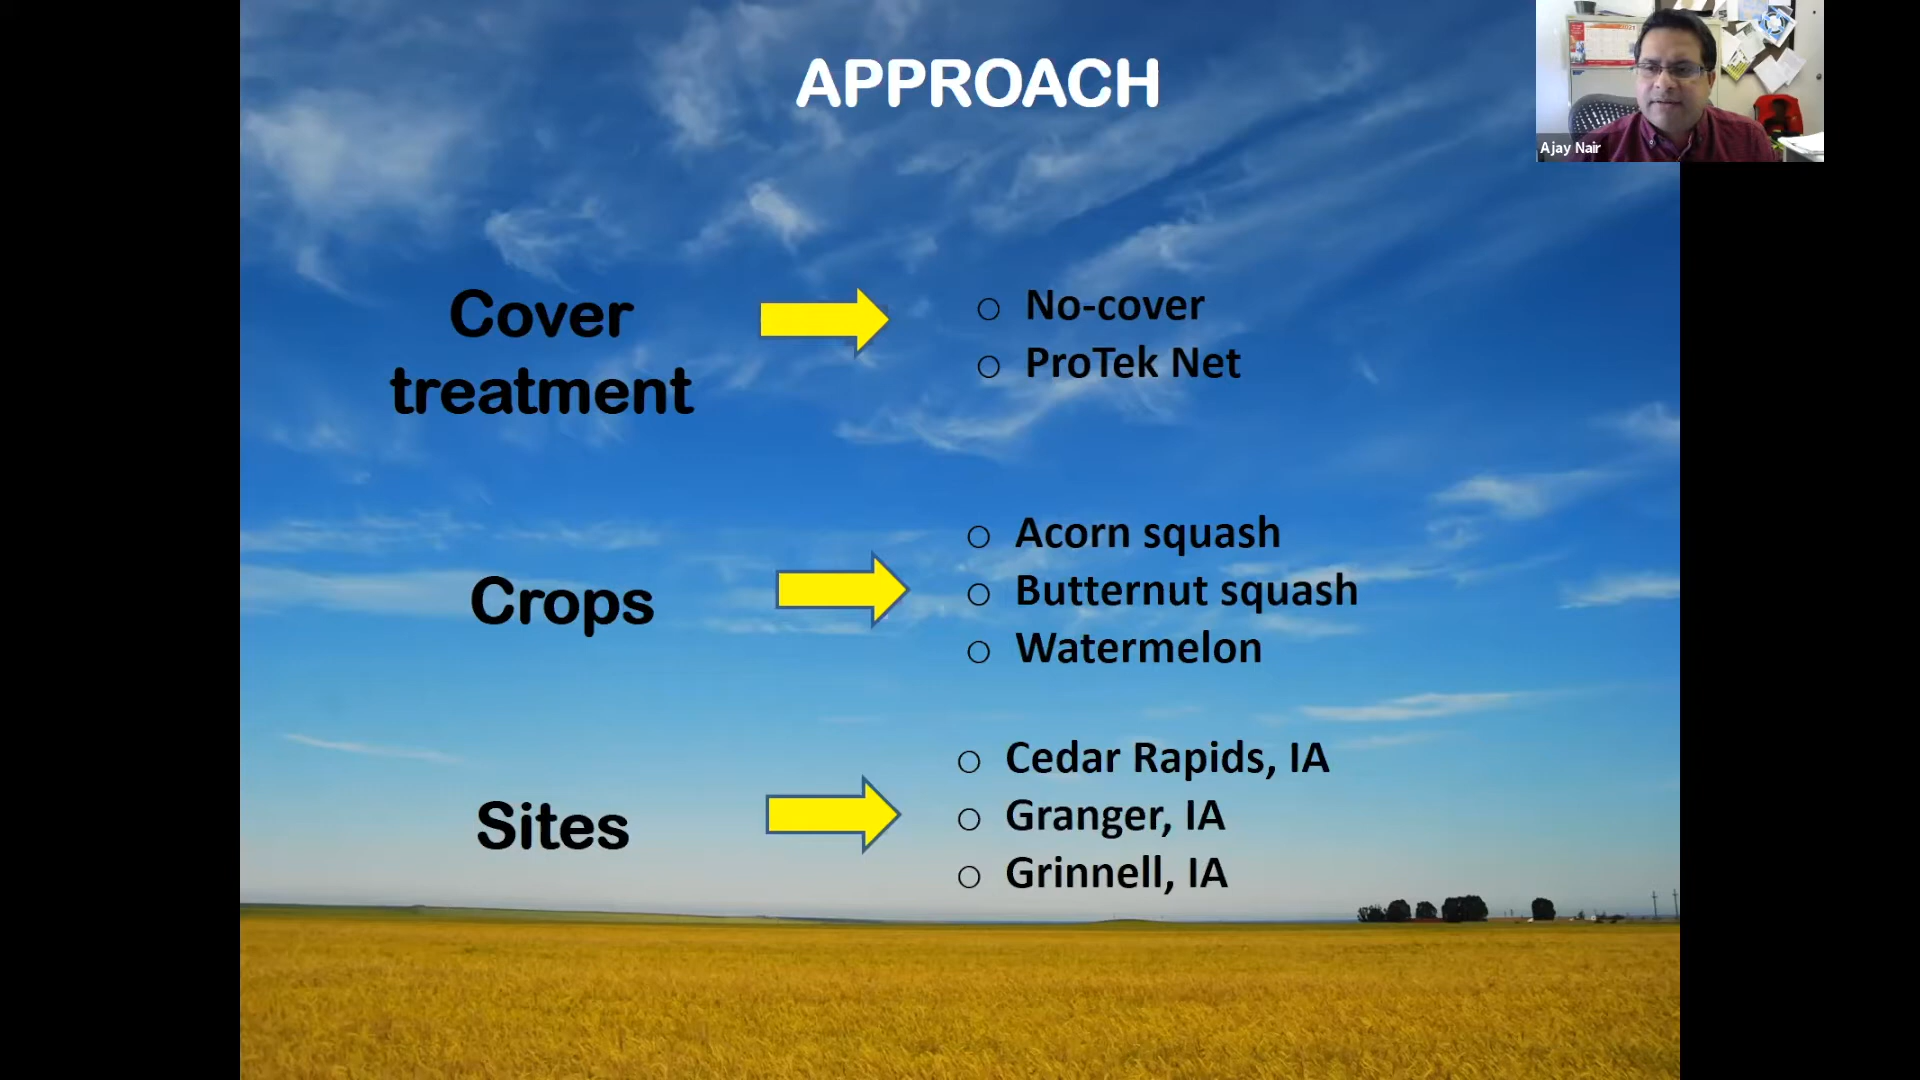 APPROACH
Ajay Nair
Cover
treatment
○ No-cover
○ ProTek Net
Crops
○ Acorn squash
○ Butternut squash
○ Watermelon
Sites
○ Cedar Rapids, IA
○ Granger, IA
○ Grinnell, IA